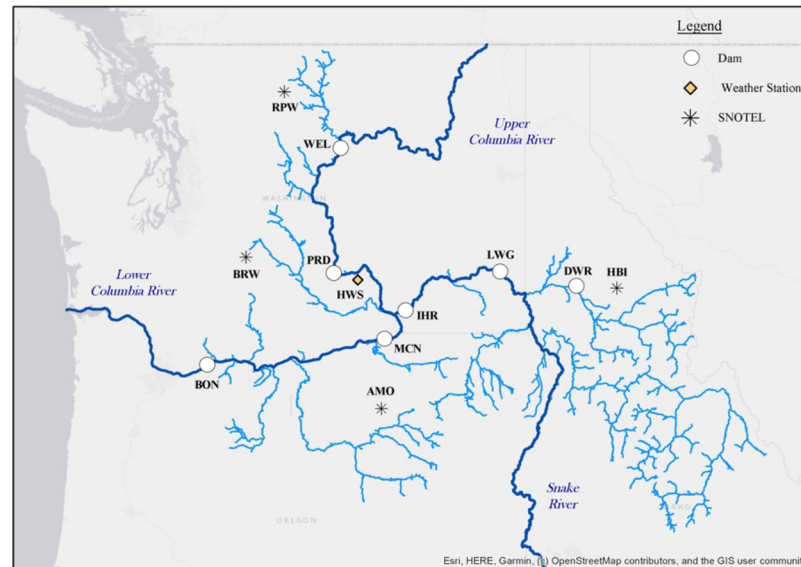 Legend
Dam
Weather Station
SNOTEL
RPW
WEL
Upper
Columbia River
WASHINGTON
BRW
PRD
HWS
LWG
DWR
HBI
Lower
Columbia River
IHR
MCN
BON
AMO
Snake
River
OREGON
Esri, HERE, Garmin, (c) OpenStreetMap contributors, and the GIS user communit